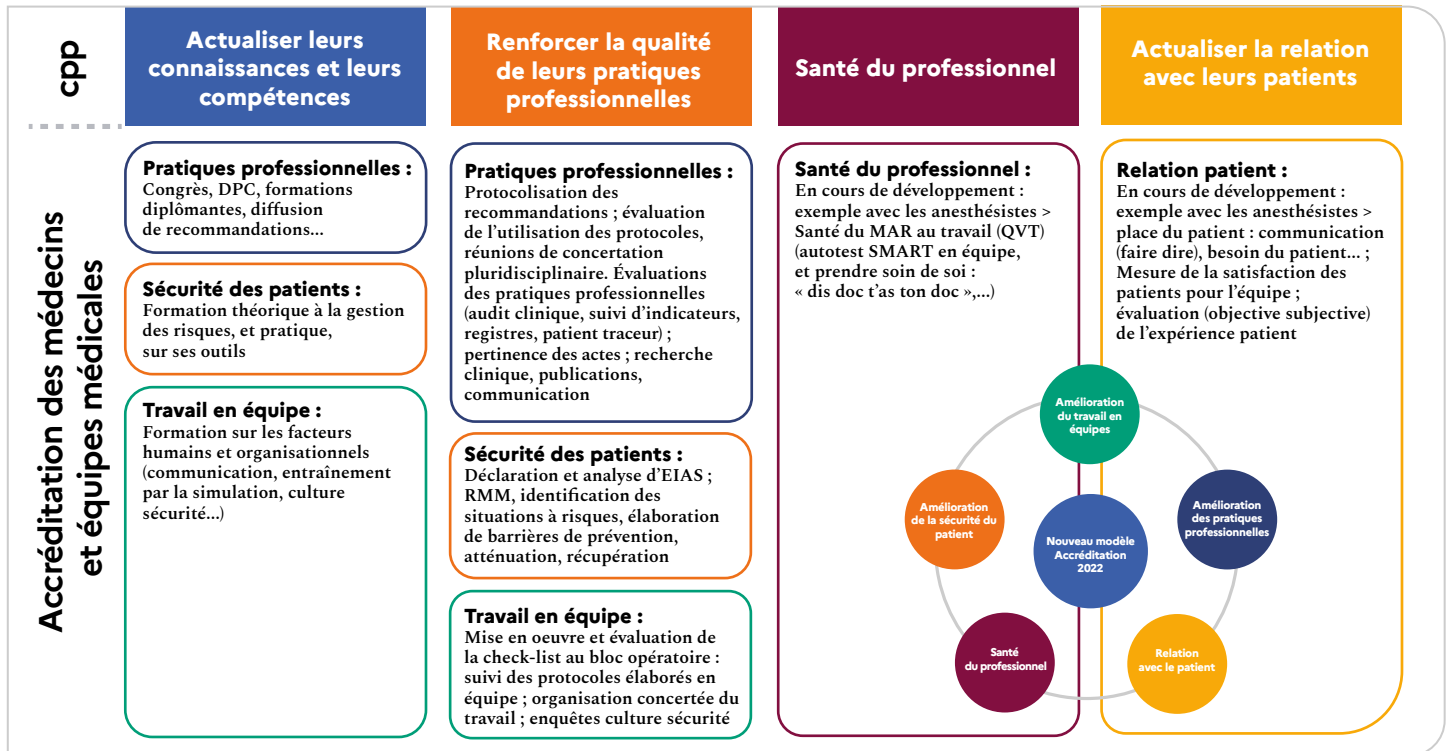 cpp
Actualiser leurs
connaissances et leurs
compétences
Renforcer la qualité
de leurs pratiques
professionnelles
Santé du professionnel
Actualiser la relation
avec leurs patients
Accréditation des médecins
et équipes médicales
Pratiques professionnelles :
Congrès, DPC, formations
diplômantes, diffusion
de recommandations...
Sécurité des patients :
Formation théorique à la gestion
des risques, et pratique,
sur ses outils
Travail en équipe :
Formation sur les facteurs
humains et organisationnels
(communication, entraînement
par la simulation, culture
sécurité...)
Pratiques professionnelles :
Protocolisation des
recommandations ; évaluation
de l'utilisation des protocoles,
réunions de concertation
pluridisciplinaire. Évaluations
des pratiques professionnelles
(audit clinique, suivi d'indicateurs,
registres, patient traceur) ;
pertinence des actes ; recherche
clinique, publications,
communication
Sécurité des patients :
Déclaration et analyse d'EIAS ;
RMM, identification des
situations à risques, élaboration
de barrières de prévention,
atténuation, récupération
Travail en équipe :
Mise en oeuvre et évaluation de
la check-list au bloc opératoire :
suivi des protocoles élaborés en
équipe ; organisation concertée du
travail ; enquêtes culture sécurité
Santé du professionnel :
En cours de développement :
exemple avec les anesthésistes >
Santé du MAR au travail (QVT)
(autotest SMART en équipe,
et prendre soin de soi :
« dis doc t'as ton doc »,...)
Relation patient :
En cours de développement :
exemple avec les anesthésistes >
place du patient : communication
(faire dire), besoin du patient... ;
Mesure de la satisfaction des
patients pour l'équipe ;
évaluation (objective subjective)
de l'expérience patient
Amélioration
du travail en
équipes
Amélioration
de la sécurité du
patient
Amélioration
des pratiques
professionnelles
Nouveau modèle
Accréditation
2022
Santé
du professionnel
Relation
avec le patient